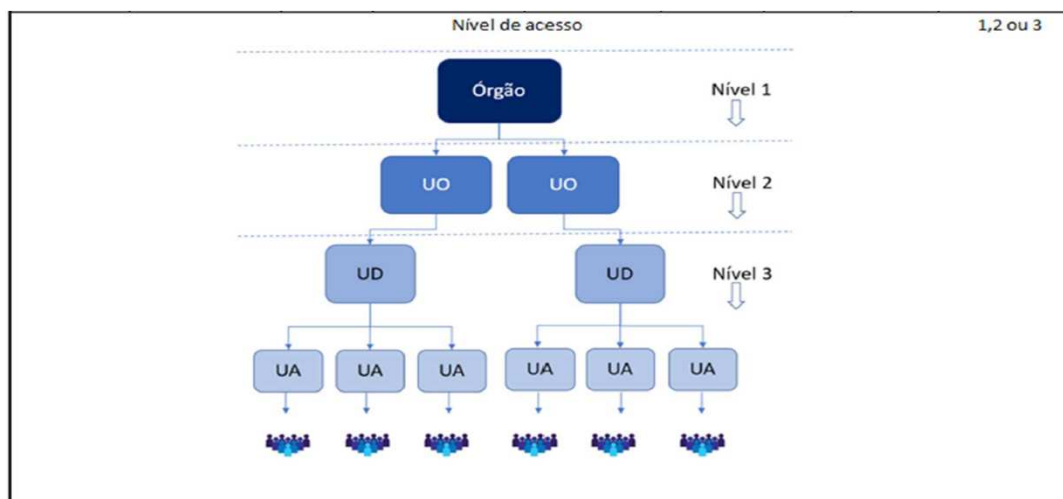 Nível de acesso 1,2 ou 3
Órgão Nível 1
UO UO Nível 2
UD UD Nível 3
UA UA UA UA UA UA